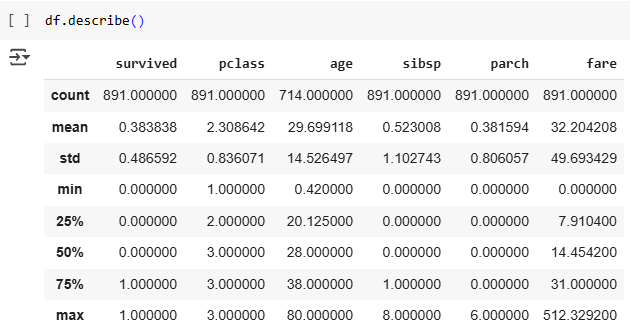 [ ] df.describe()
survived pclass age sibsp parch fare
count 891.000000 891.000000 714.000000 891.000000 891.000000 891.000000
mean 0.383838 2.308642 29.699118 0.523008 0.381594 32.204208
std 0.486592 0.836071 14.526497 1.102743 0.806057 49.693429
min 0.000000 1.000000 0.420000 0.000000 0.000000 0.000000
25% 0.000000 2.000000 20.125000 0.000000 0.000000 7.910400
50% 0.000000 3.000000 28.000000 0.000000 0.000000 14.454200
75% 1.000000 3.000000 38.000000 1.000000 0.000000 31.000000
max 1.000000 3.000000 80.000000 8.000000 6.000000 512.329200